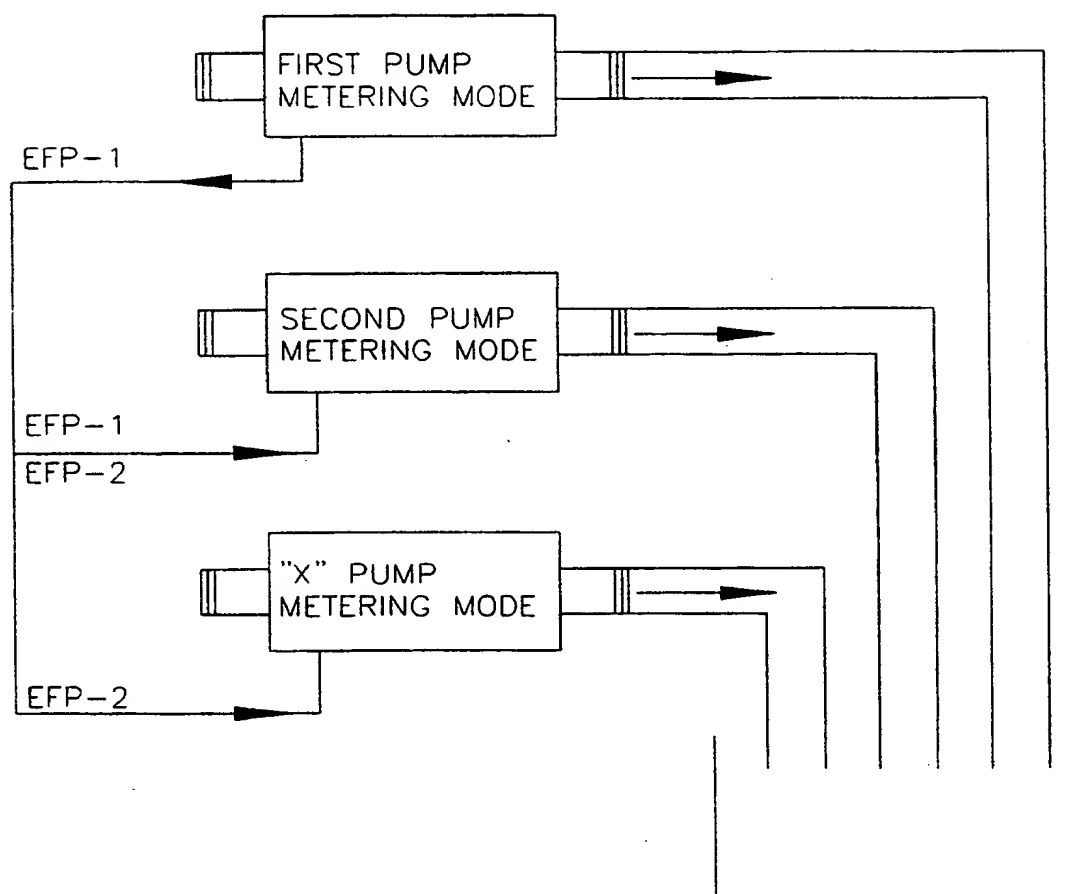 FIRST PUMP
METERING MODE
EFP-1
SECOND PUMP
METERING MODE
EFP-1
EFP-2
"X" PUMP
METERING MODE
EFP-2